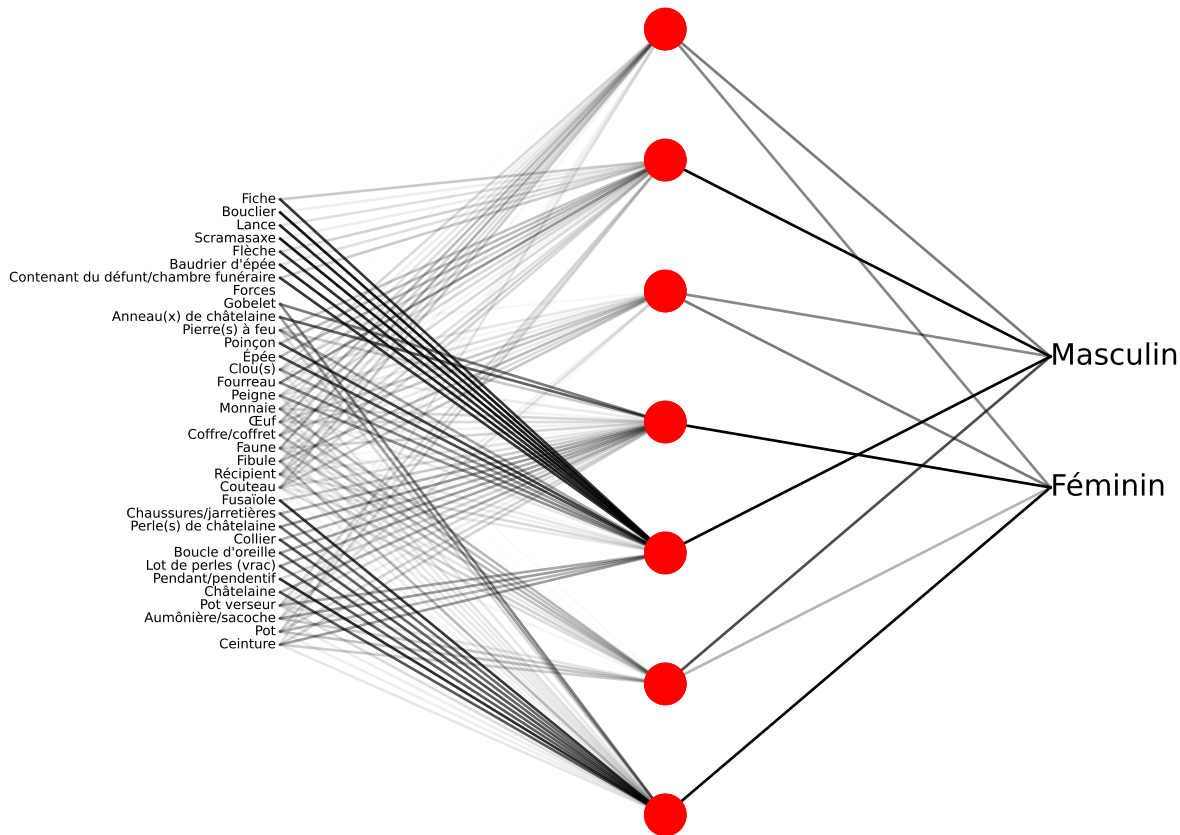 Fiche
Bouclier
Lance
Scramasaxe
Flèche
Baudrier d'épée
Contenant du défunt/chambre funéraire
Forces
Gobelet
Anneau(x) de châtelaine
Pierre(s) à feu
Poinçon
Épée
Clou(s)
Fourreau
Peigne
Monnaie
Œuf
Coffre/coffret
Faune
Fibule
Récipient
Couteau
Fusaïole
Chaussures/jarretières
Perle(s) de châtelaine
Collier
Boucle d'oreille
Lot de perles (vrac)
Pendant/pendentif
Châtelaine
Pot verseur
Aumônière/sacoche
Pot
Ceinture
Masculin
Féminin